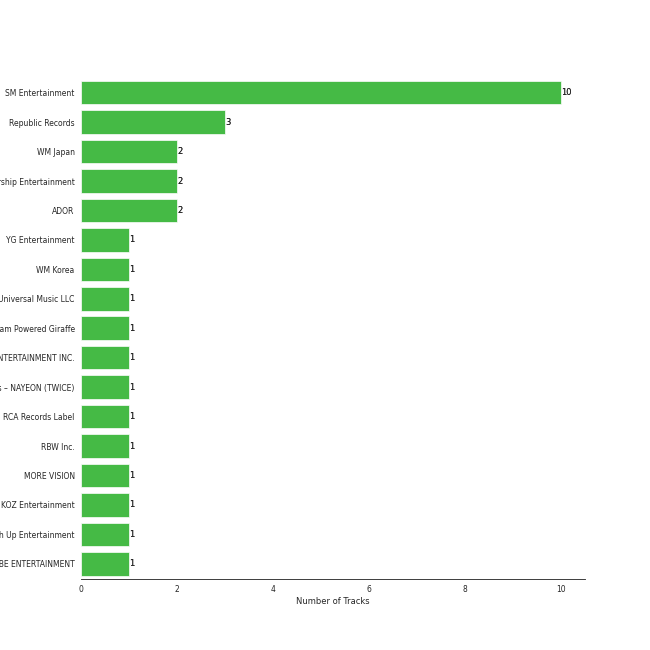 SM Entertainment 10
Republic Records 3
WM Japan 2
rship Entertainment 2
ADOR 2
YG Entertainment 1
WM Korea 1
Universal Music LLC 1
am Powered Giraffe 1
NTERTAINMENT INC. 1
s – NAYEON (TWICE) 1
RCA Records Label 1
RBW Inc. 1
MORE VISION 1
KOZ Entertainment 1
h Up Entertainment 1
BE ENTERTAINMENT 1
0 2 4 6 8 10
Number of Tracks